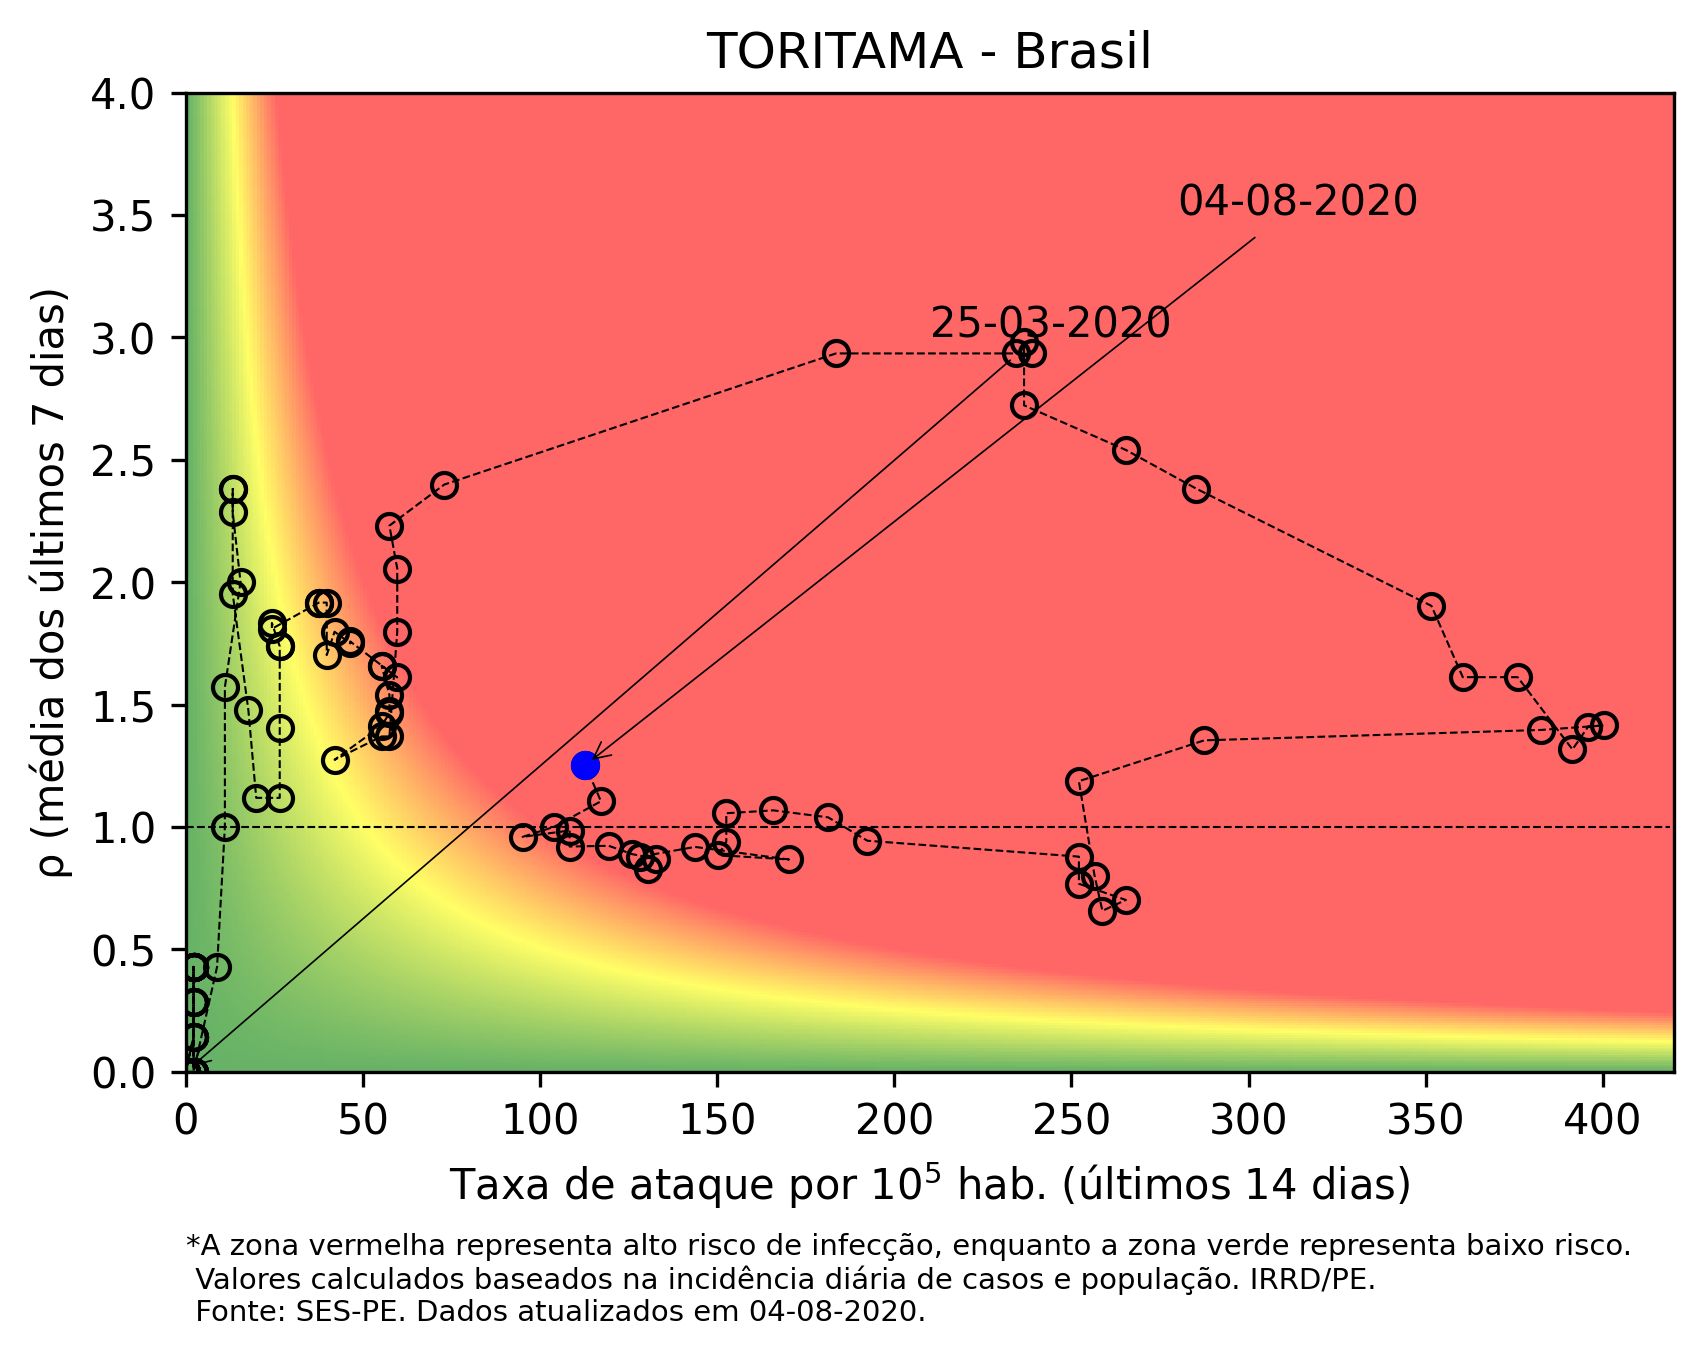 TORITAMA - Brasil
4.0
3.5
3.0
2.5
2.0
1.5
1.0
0.5
0.0
ρ (média dos últimos 7 dias)
04-08-2020
25-03-2020
0 50 100 150 200 250 300 350 400
Taxa de ataque por 10⁵ hab. (últimos 14 dias)
*A zona vermelha representa alto risco de infecção, enquanto a zona verde representa baixo risco.
Valores calculados baseados na incidência diária de casos e população. IRRD/PE.
Fonte: SES-PE. Dados atualizados em 04-08-2020.